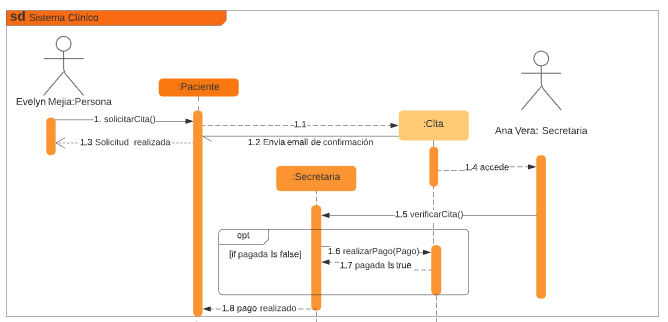 sd Sistema Clínico
Evelyn Mejia:Persona
:Paciente
:Cita
Ana Vera: Secretaria
1. solicitarCita()
1.1
1.2 Envia email de confirmación
1.3 Solicitud realizada
1.4 accede
:Secretaria
1.5 verificarCita()
opt
[if pagada Is false]
1.6 realizarPago(Pago)
1.7 pagada Is true
1.8 pago realizado